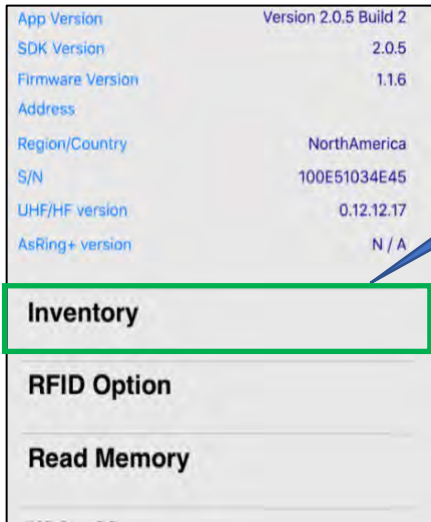 App Version Version 2.0.5 Build 2
SDK Version 2.0.5
Firmware Version 1.1.6
Address
Region/Country NorthAmerica
S/N 100E51034E45
UHF/HF version 0.12.12.17
AsRing+ version N / A
Inventory
RFID Option
Read Memory